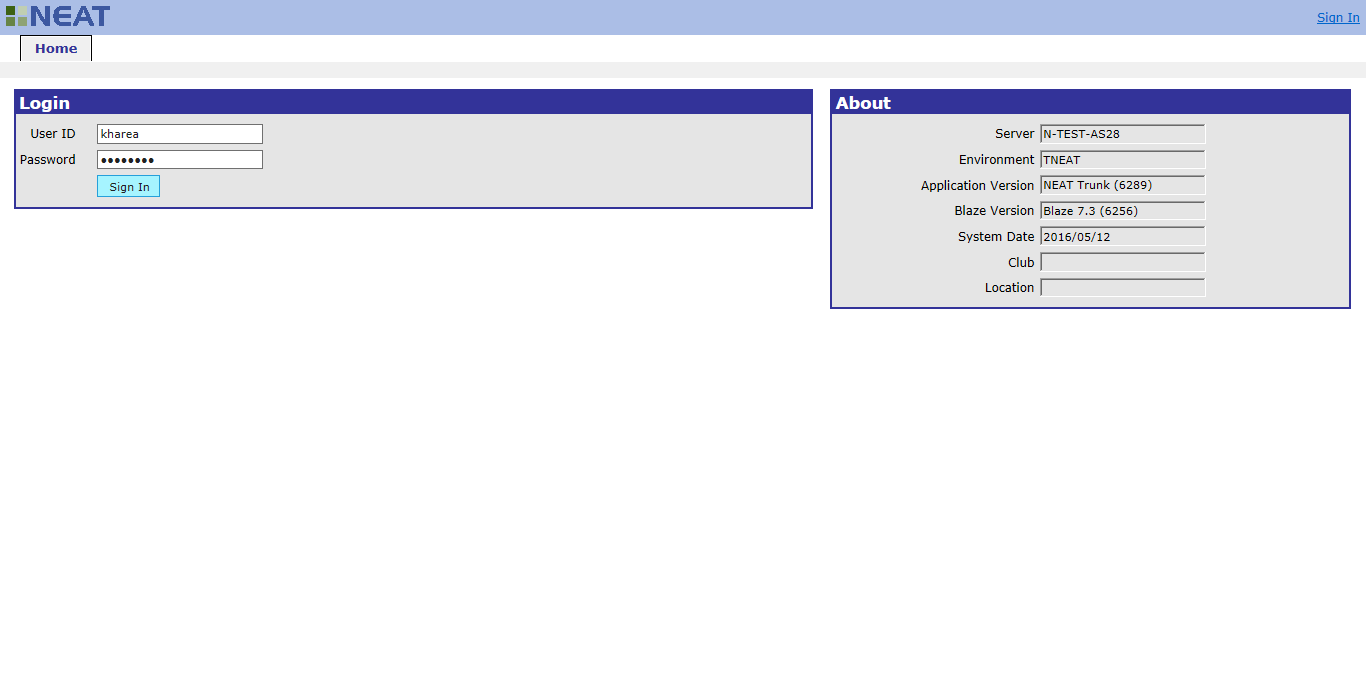 NEAT
Sign In
Home
Login
User ID kharea
Password ••••••••
Sign In
About
Server N-TEST-AS28
Environment TNEAT
Application Version NEAT Trunk (6289)
Blaze Version Blaze 7.3 (6256)
System Date 2016/05/12
Club
Location